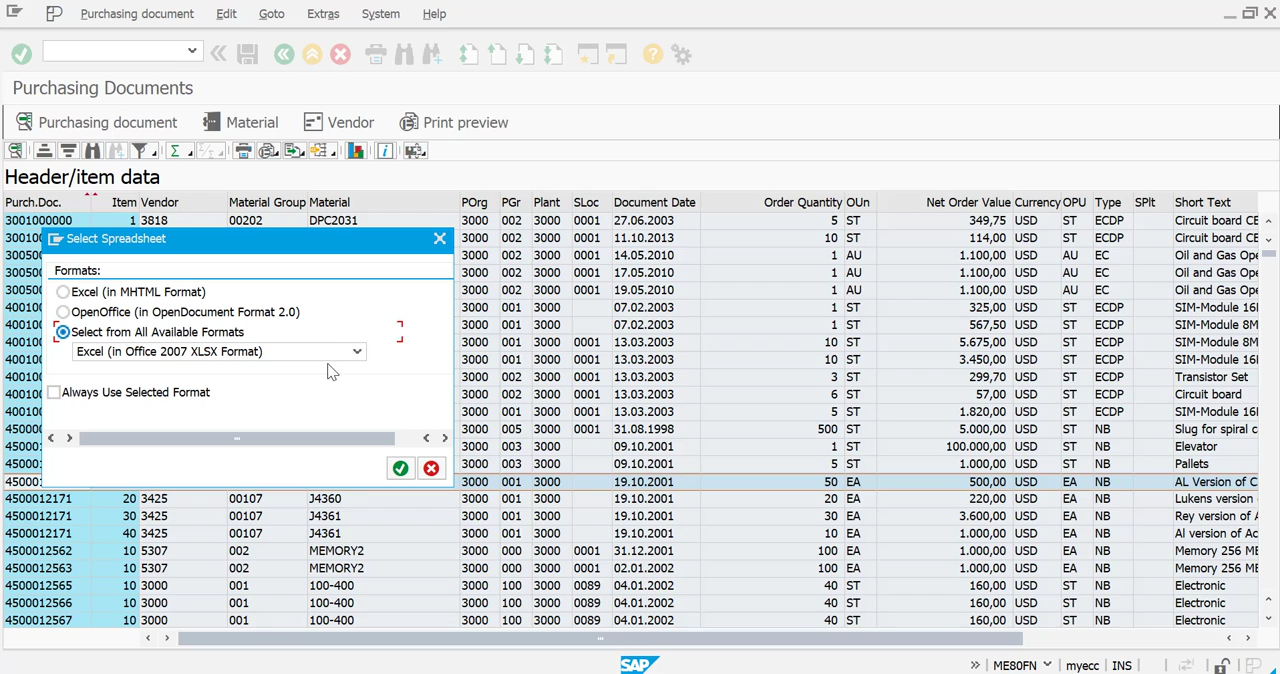 Purchasing document Edit Goto Extras System Help
Purchasing Documents
Purchasing document Material Vendor Print preview
Header/item data
Purch.Doc. Item Vendor Material Group Material POrg PGr Plant SLoc Document Date Order Quantity OUn Net Order Value Currency OPU Type SPlt Short Text
3001000000 1 3818 00202 DPC2031 3000 002 3000 0001 27.06.2003 5 ST 349,75 USD ST ECDP Circuit board CE
300100 3000 002 3000 0001 11.10.2013 10 ST 114,00 USD ST ECDP Circuit board CE
300500 3000 002 3000 0001 14.05.2010 1 AU 1.100,00 USD AU EC Oil and Gas Ope
300500 3000 002 3000 0001 17.05.2010 1 AU 1.100,00 USD AU EC Oil and Gas Ope
300500 3000 002 3000 0001 19.05.2010 1 AU 1.100,00 USD AU EC Oil and Gas Ope
400100 3000 001 3000 07.02.2003 1 ST 325,00 USD ST ECDP SIM-Module 16M
400100 3000 001 3000 07.02.2003 1 ST 567,50 USD ST ECDP SIM-Module 8M
400100 3000 001 3000 0001 13.03.2003 10 ST 5.675,00 USD ST ECDP SIM-Module 8M
400100 3000 001 3000 0001 13.03.2003 10 ST 3.450,00 USD ST ECDP SIM-Module 16M
400100 3000 002 3000 0001 13.03.2003 3 ST 299,70 USD ST ECDP Transistor Set
400100 3000 002 3000 0001 13.03.2003 6 ST 57,00 USD ST ECDP Circuit board
400100 3000 001 3000 0001 13.03.2003 5 ST 1.820,00 USD ST ECDP SIM-Module 16M
450000 3000 005 3000 0001 31.08.1998 500 ST 5.000,00 USD ST NB Slug for spiral c
450000 3000 003 3000 09.10.2001 1 ST 100.000,00 USD ST NB Elevator
450000 3000 003 3000 09.10.2001 5 ST 1.000,00 USD ST NB Pallets
450000 3000 001 3000 19.10.2001 50 EA 500,00 USD EA NB AL Version of C
4500012171 20 3425 00107 J4360 3000 001 3000 19.10.2001 20 EA 220,00 USD EA NB Lukens version
4500012171 30 3425 00107 J4361 3000 001 3000 19.10.2001 30 EA 3.600,00 USD EA NB Rey version of A
4500012171 40 3425 00107 J4361 3000 001 3000 19.10.2001 10 EA 1.000,00 USD EA NB Al version of Ac
4500012562 10 5307 002 MEMORY2 3000 000 3000 0001 31.12.2001 100 EA 1.000,00 USD EA NB Memory 256 ME
4500012563 10 5307 002 MEMORY2 3000 000 3000 0001 02.01.2002 100 EA 1.000,00 USD EA NB Memory 256 ME
4500012565 10 3000 001 100-400 3000 100 3000 0089 04.01.2002 40 ST 160,00 USD ST NB Electronic
4500012566 10 3000 001 100-400 3000 100 3000 0089 04.01.2002 40 ST 160,00 USD ST NB Electronic
4500012567 10 3000 001 100-400 3000 100 3000 0089 04.01.2002 40 ST 160,00 USD ST NB Electronic
Select Spreadsheet
Formats:
Excel (in MHTML Format)
OpenOffice (in OpenDocument Format 2.0)
Select from All Available Formats
Excel (in Office 2007 XLSX Format)
Always Use Selected Format
SAP ME80FN myecc INS